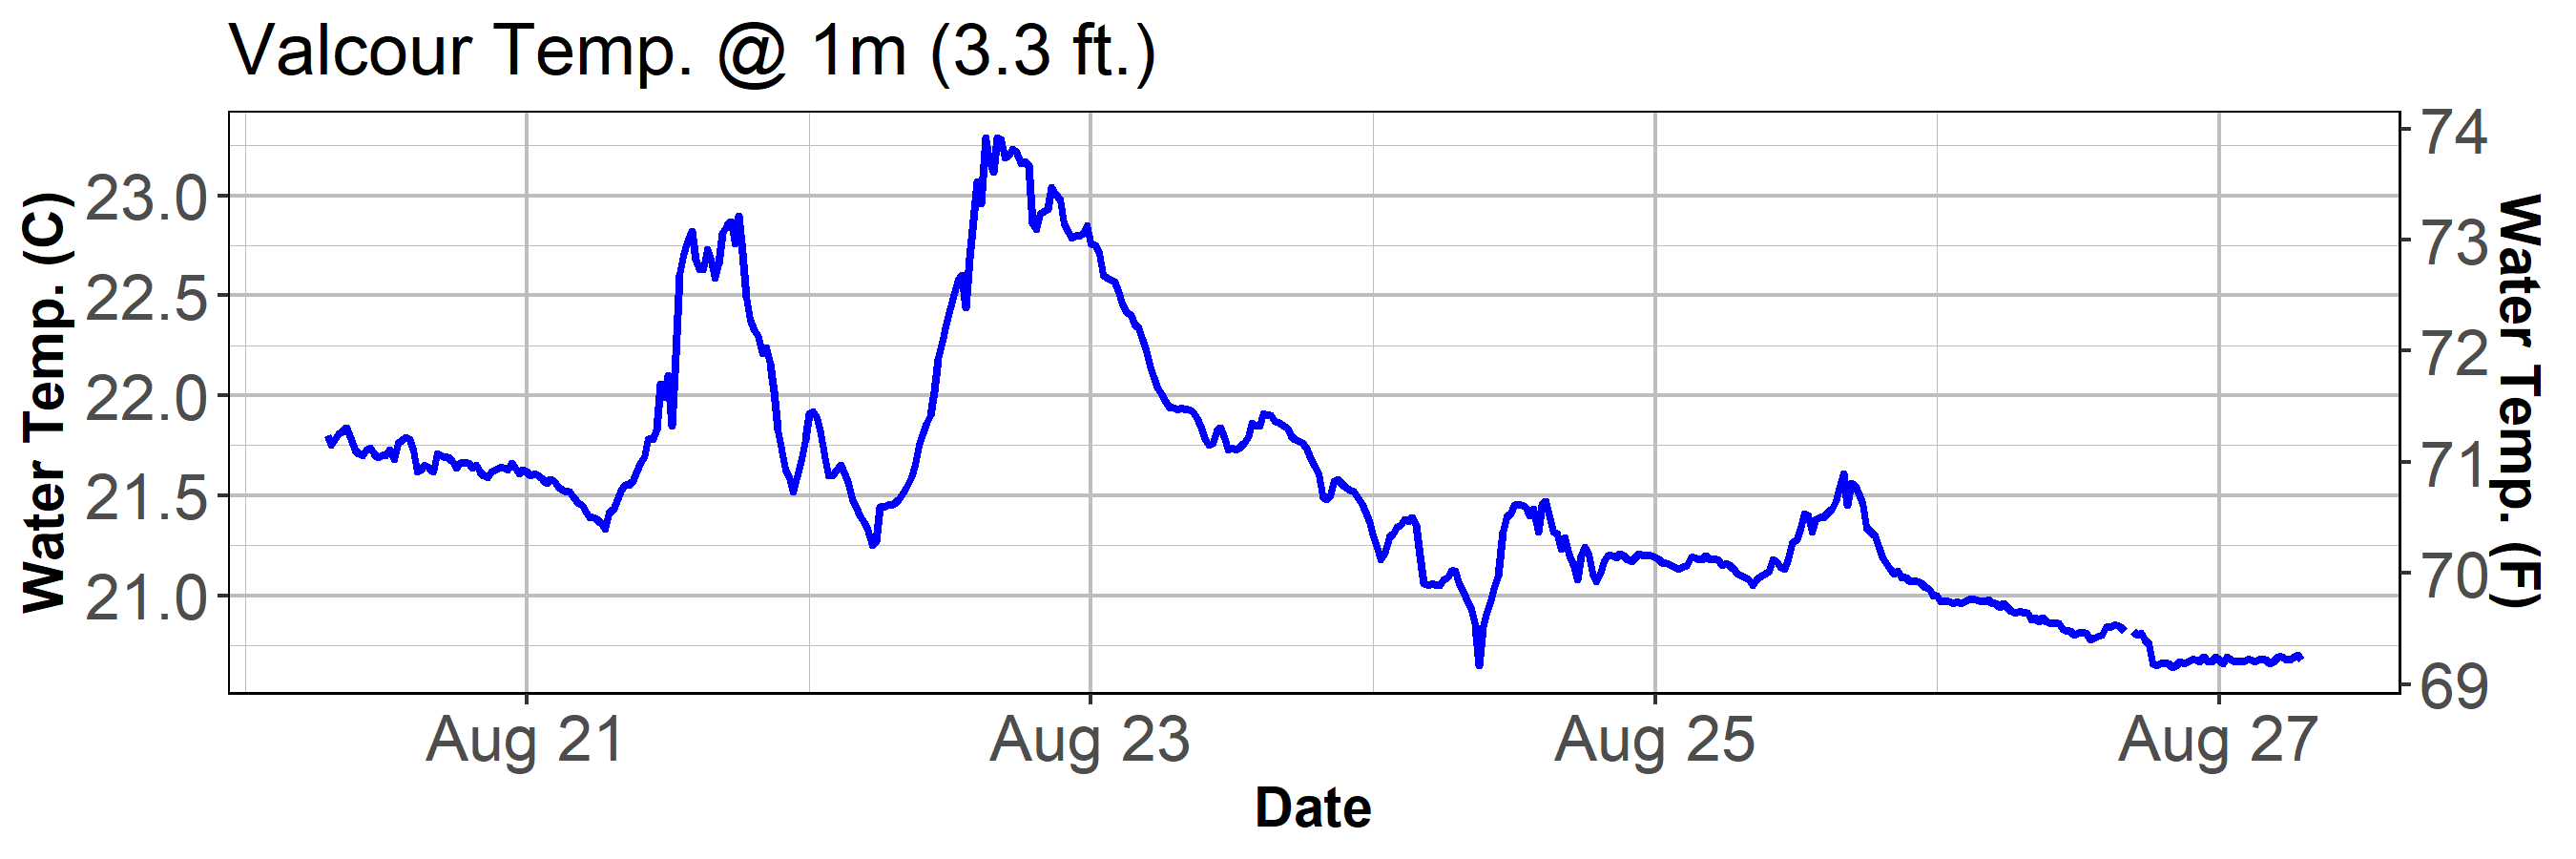 Valcour Temp. @ 1m (3.3 ft.)
Water Temp. (C)
23.0
22.5
22.0
21.5
21.0
74
73
72
71
70
69
Water Temp. (F)
Aug 21
Aug 23
Aug 25
Aug 27
Date